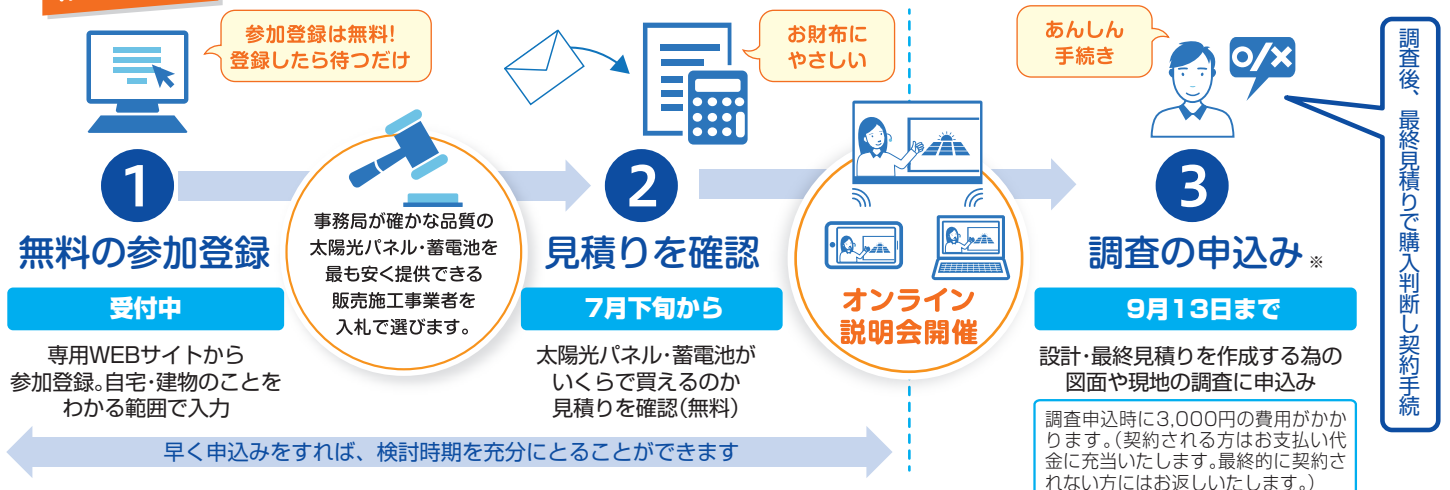 参加登録は無料!
登録したら待つだけ
お財布に
やさしい
あんしん
手続き
o/x
1
無料の参加登録
受付中
専用WEBサイトから
参加登録。自宅・建物のことを
わかる範囲で入力
事務局が確かな品質の
太陽光パネル・蓄電池を
最も安く提供できる
販売施工事業者を
入札で選びます。
2
見積りを確認
7月下旬から
太陽光パネル・蓄電池が
いくらで買えるのか
見積りを確認(無料)
オンライン
説明会開催
3
調査の申込み※
9月13日まで
設計・最終見積りを作成する為の
図面や現地の調査に申込み
調査申込時に3,000円の費用がかか
ります。(契約される方はお支払い代
金に充当いたします。最終的に契約さ
れない方にはお返しいたします。)
調査後、最終見積りで購入判断し契約手続
早く申込みをすれば、検討時期を充分にとることができます